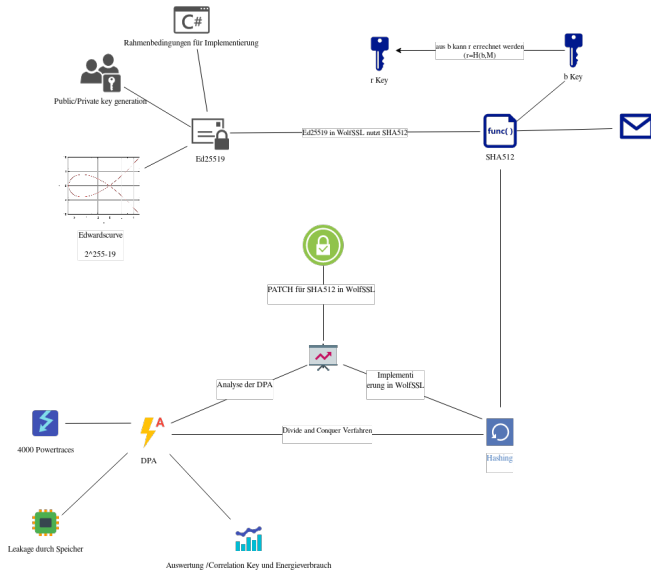 C#
Rahmenbedingungen für Implementierung
aus b kann r errechnet werden
(r=H(b,M)
r Key
b Key
Public/Private key generation
Ed25519 in WolfSSL nutzt SHA512
func( )
Ed25519
SHA512
Edwardscurve
2^255-19
PATCH für SHA512 in WolfSSL
Analyse der DPA
Implementi
erung in WolfSSL
A
4000 Powertraces
DPA
Divide and Conquer Verfahren
Hashing
Leakage durch Speicher
Auswertung /Correlation Key und Energieverbrauch